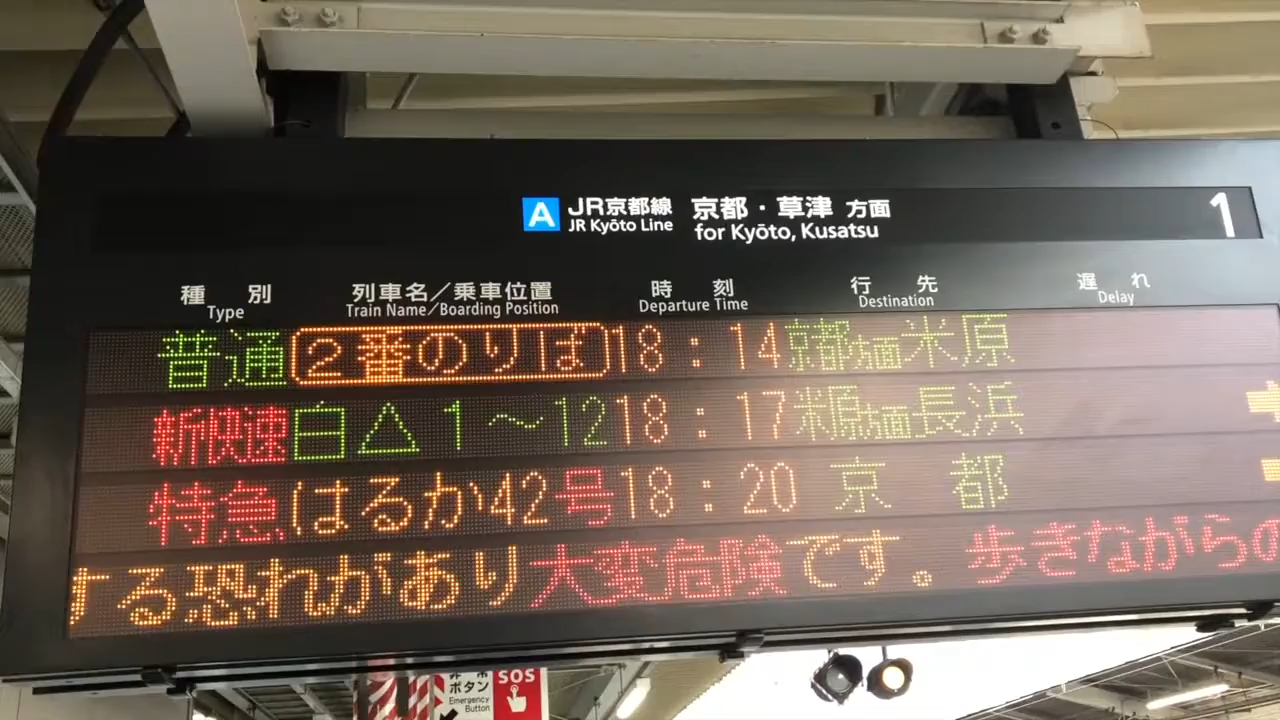 A JR京都線 京都・草津 方面 1
JR Kyōto Line for Kyōto, Kusatsu
種別 列車名／乗車位置 時刻 行先 遅れ
Type Train Name/Boarding Position Departure Time Destination Delay
普通 2番のりば 18：14 京都方面米原
新快速 白△1〜12 18：17 米原方面長浜
特急 はるか42号 18：20 京都
する恐れがあり大変危険です。歩きながらの
ボタン SOS
Emergency
Button